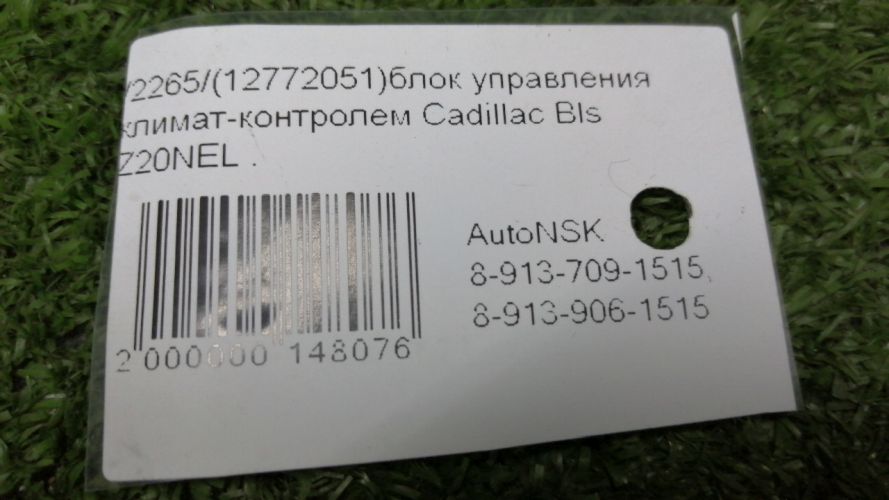 /2265/(12772051)блок управления
климат-контролем Cadillac Bls
Z20NEL .
AutoNSK
8-913-709-1515,
8-913-906-1515
2 000000 148076